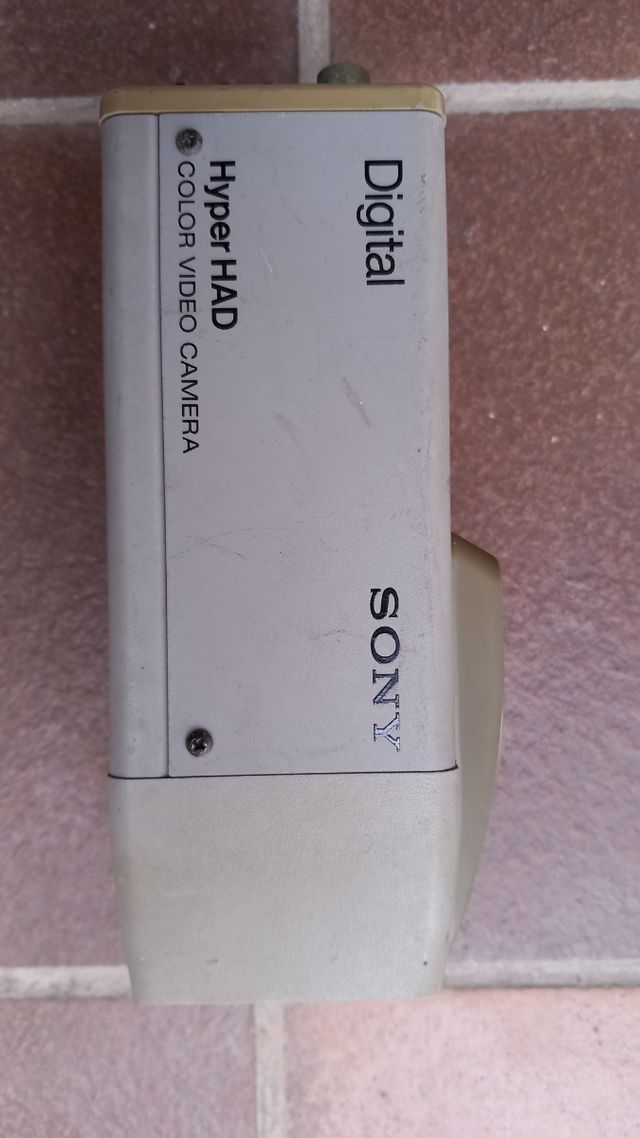 Digital
SONY
Hyper HAD
COLOR VIDEO CAMERA